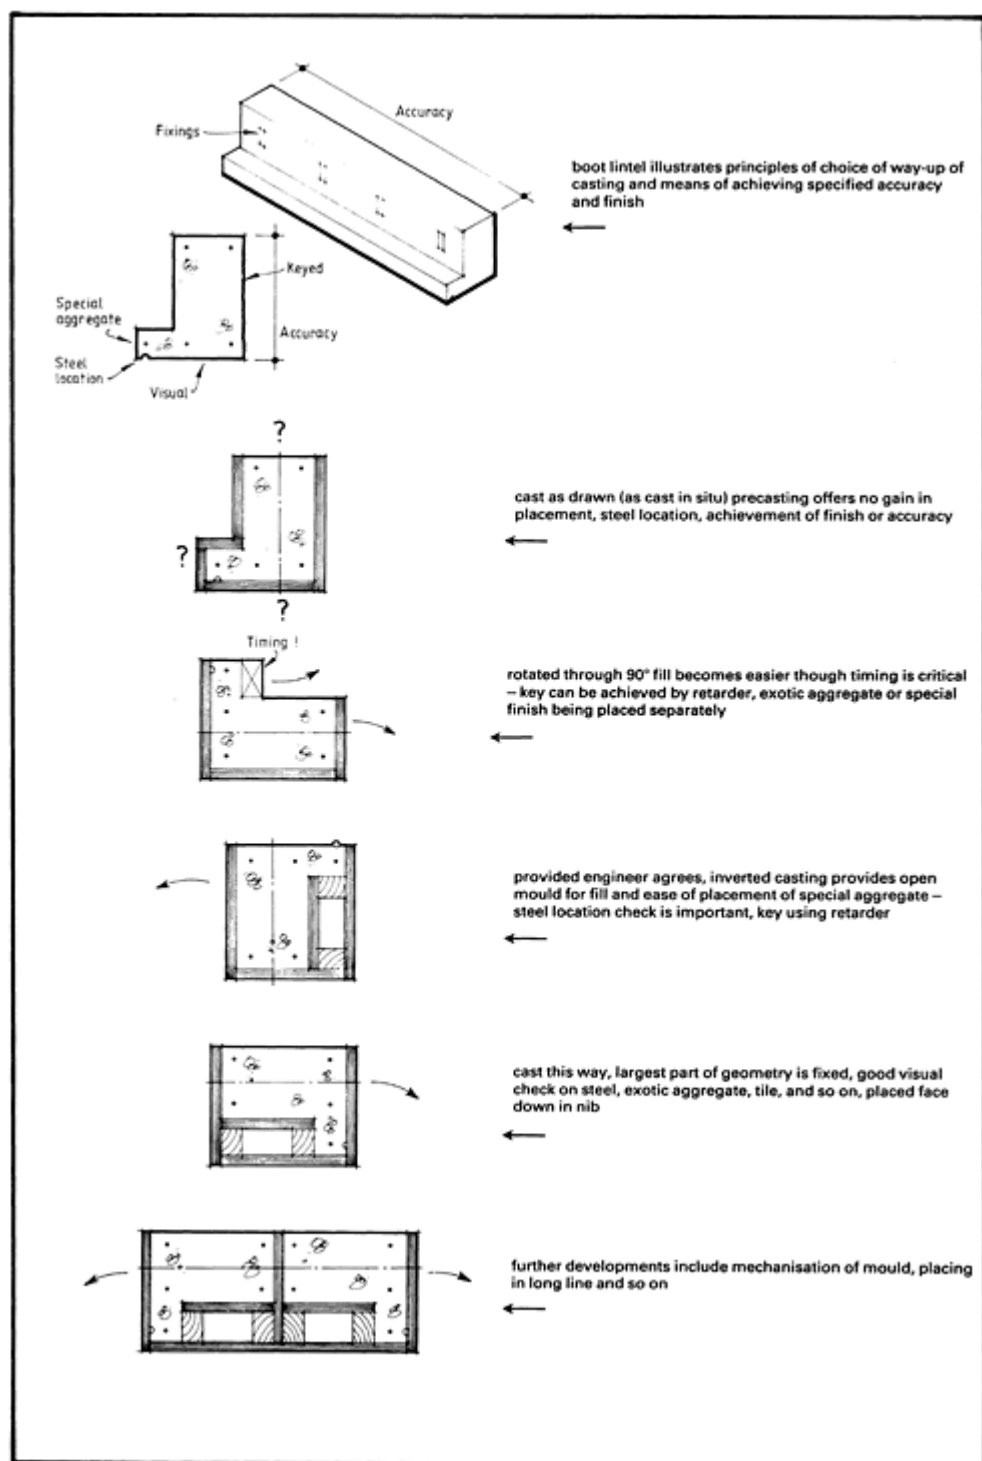 Accuracy
Fixings
boot lintel illustrates principles of choice of way-up of
casting and means of achieving specified accuracy
and finish
Keyed
Special
aggregate
Accuracy
Steel
location
Visual
?
cast as drawn (as cast in situ) precasting offers no gain in
placement, steel location, achievement of finish or accuracy
?
?
Timing !
rotated through 90° fill becomes easier though timing is critical
– key can be achieved by retarder, exotic aggregate or special
finish being placed separately
provided engineer agrees, inverted casting provides open
mould for fill and ease of placement of special aggregate –
steel location check is important, key using retarder
cast this way, largest part of geometry is fixed, good visual
check on steel, exotic aggregate, tile, and so on, placed face
down in nib
further developments include mechanisation of mould, placing
in long line and so on